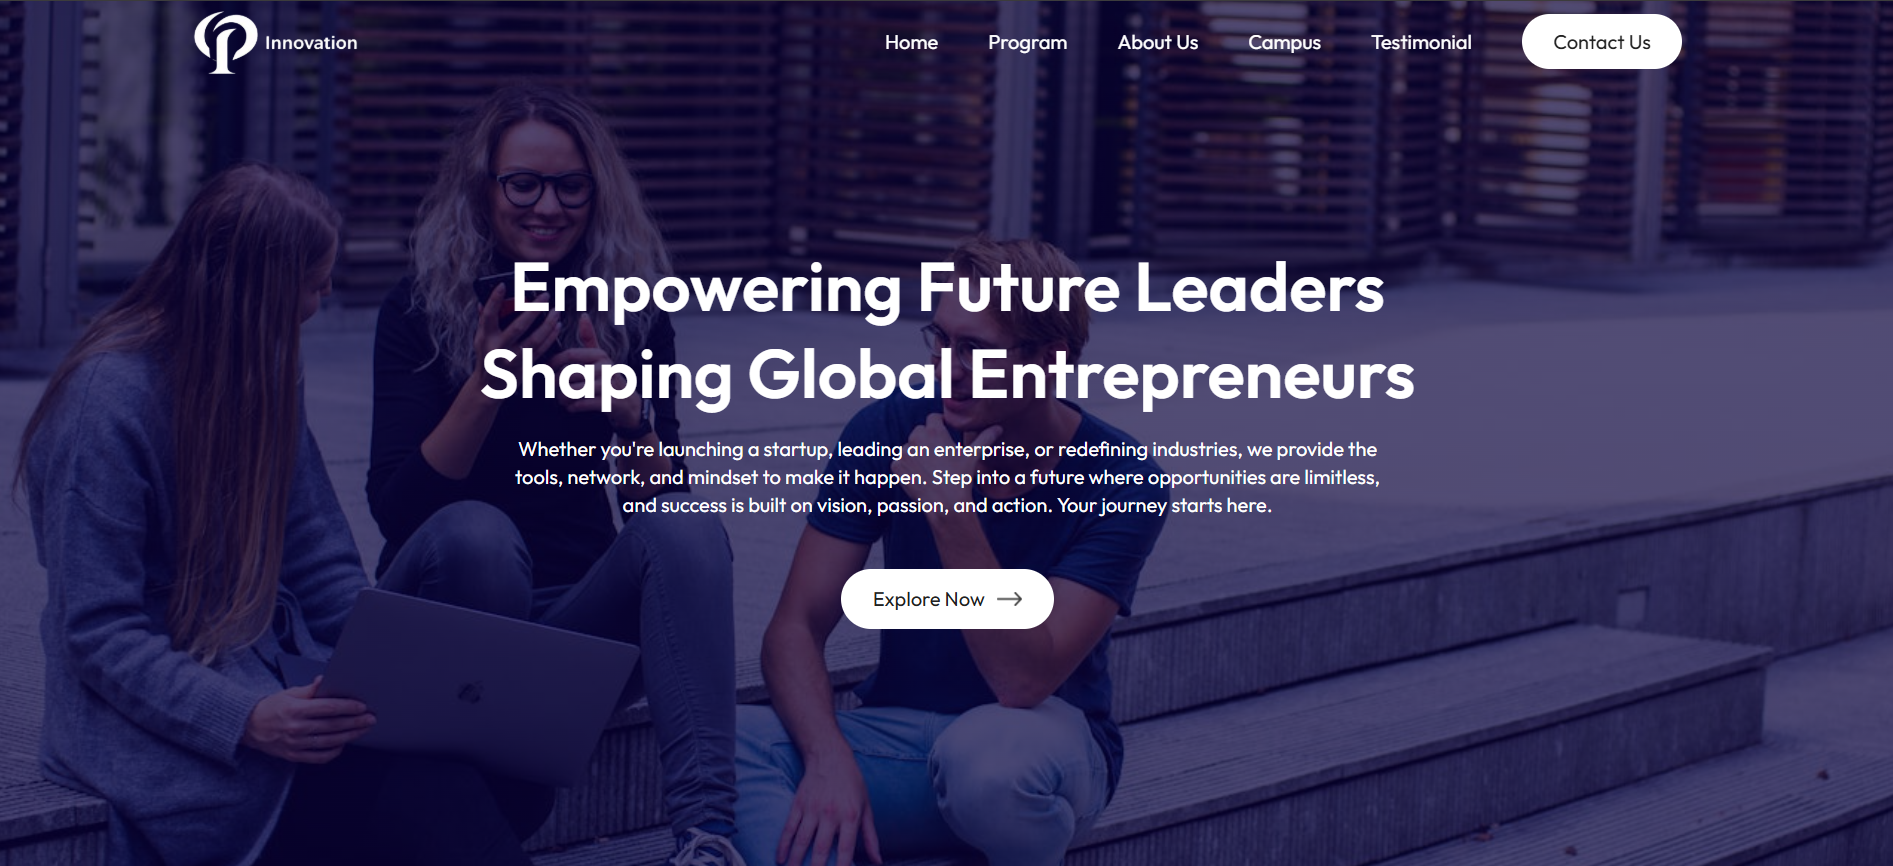 Innovation
Home
Program
About Us
Campus
Testimonial
Contact Us
Empowering Future Leaders
Shaping Global Entrepreneurs
Whether you're launching a startup, leading an enterprise, or redefining industries, we provide the
tools, network, and mindset to make it happen. Step into a future where opportunities are limitless,
and success is built on vision, passion, and action. Your journey starts here.
Explore Now